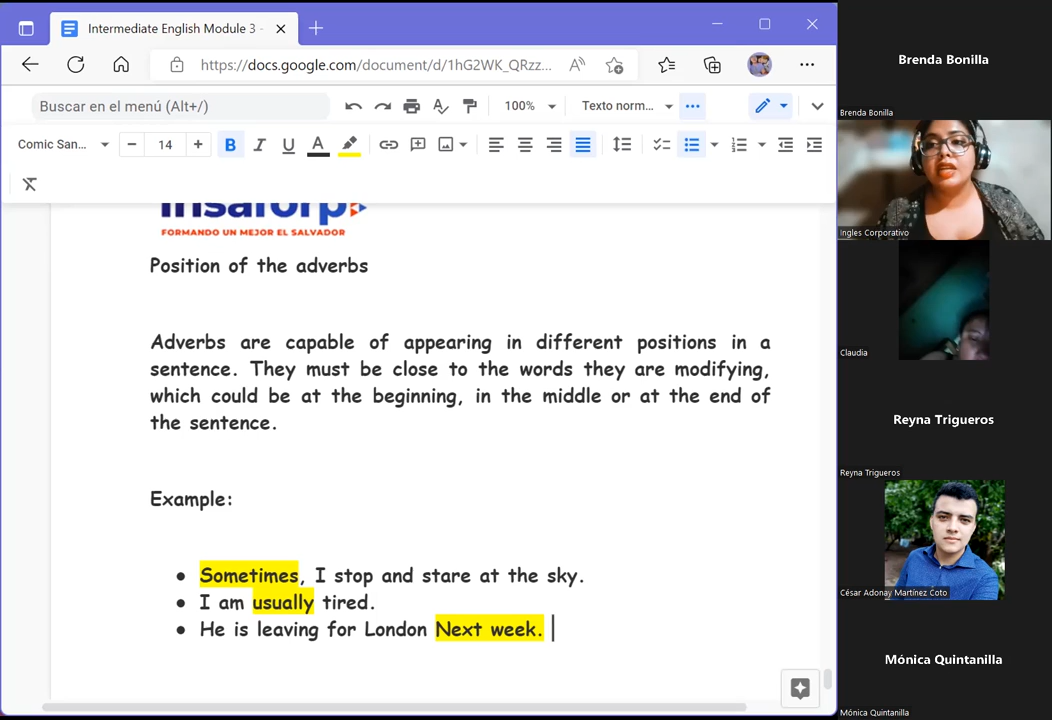 Intermediate English Module 3 -
https://docs.google.com/document/d/1hG2WK_QRzz...
Buscar en el menú (Alt+/)
100%
Texto norm...
Comic San...
14
B
I
U
A
insaforp
FORMANDO UN MEJOR EL SALVADOR
Position of the adverbs
Adverbs are capable of appearing in different positions in a
sentence. They must be close to the words they are modifying,
which could be at the beginning, in the middle or at the end of
the sentence.
Example:
• Sometimes, I stop and stare at the sky.
• I am usually tired.
• He is leaving for London Next week.
Brenda Bonilla
Brenda Bonilla
Ingles Corporativo
Claudia
Reyna Trigueros
Reyna Trigueros
César Adonay Martínez Coto
Mónica Quintanilla
Mónica Quintanilla